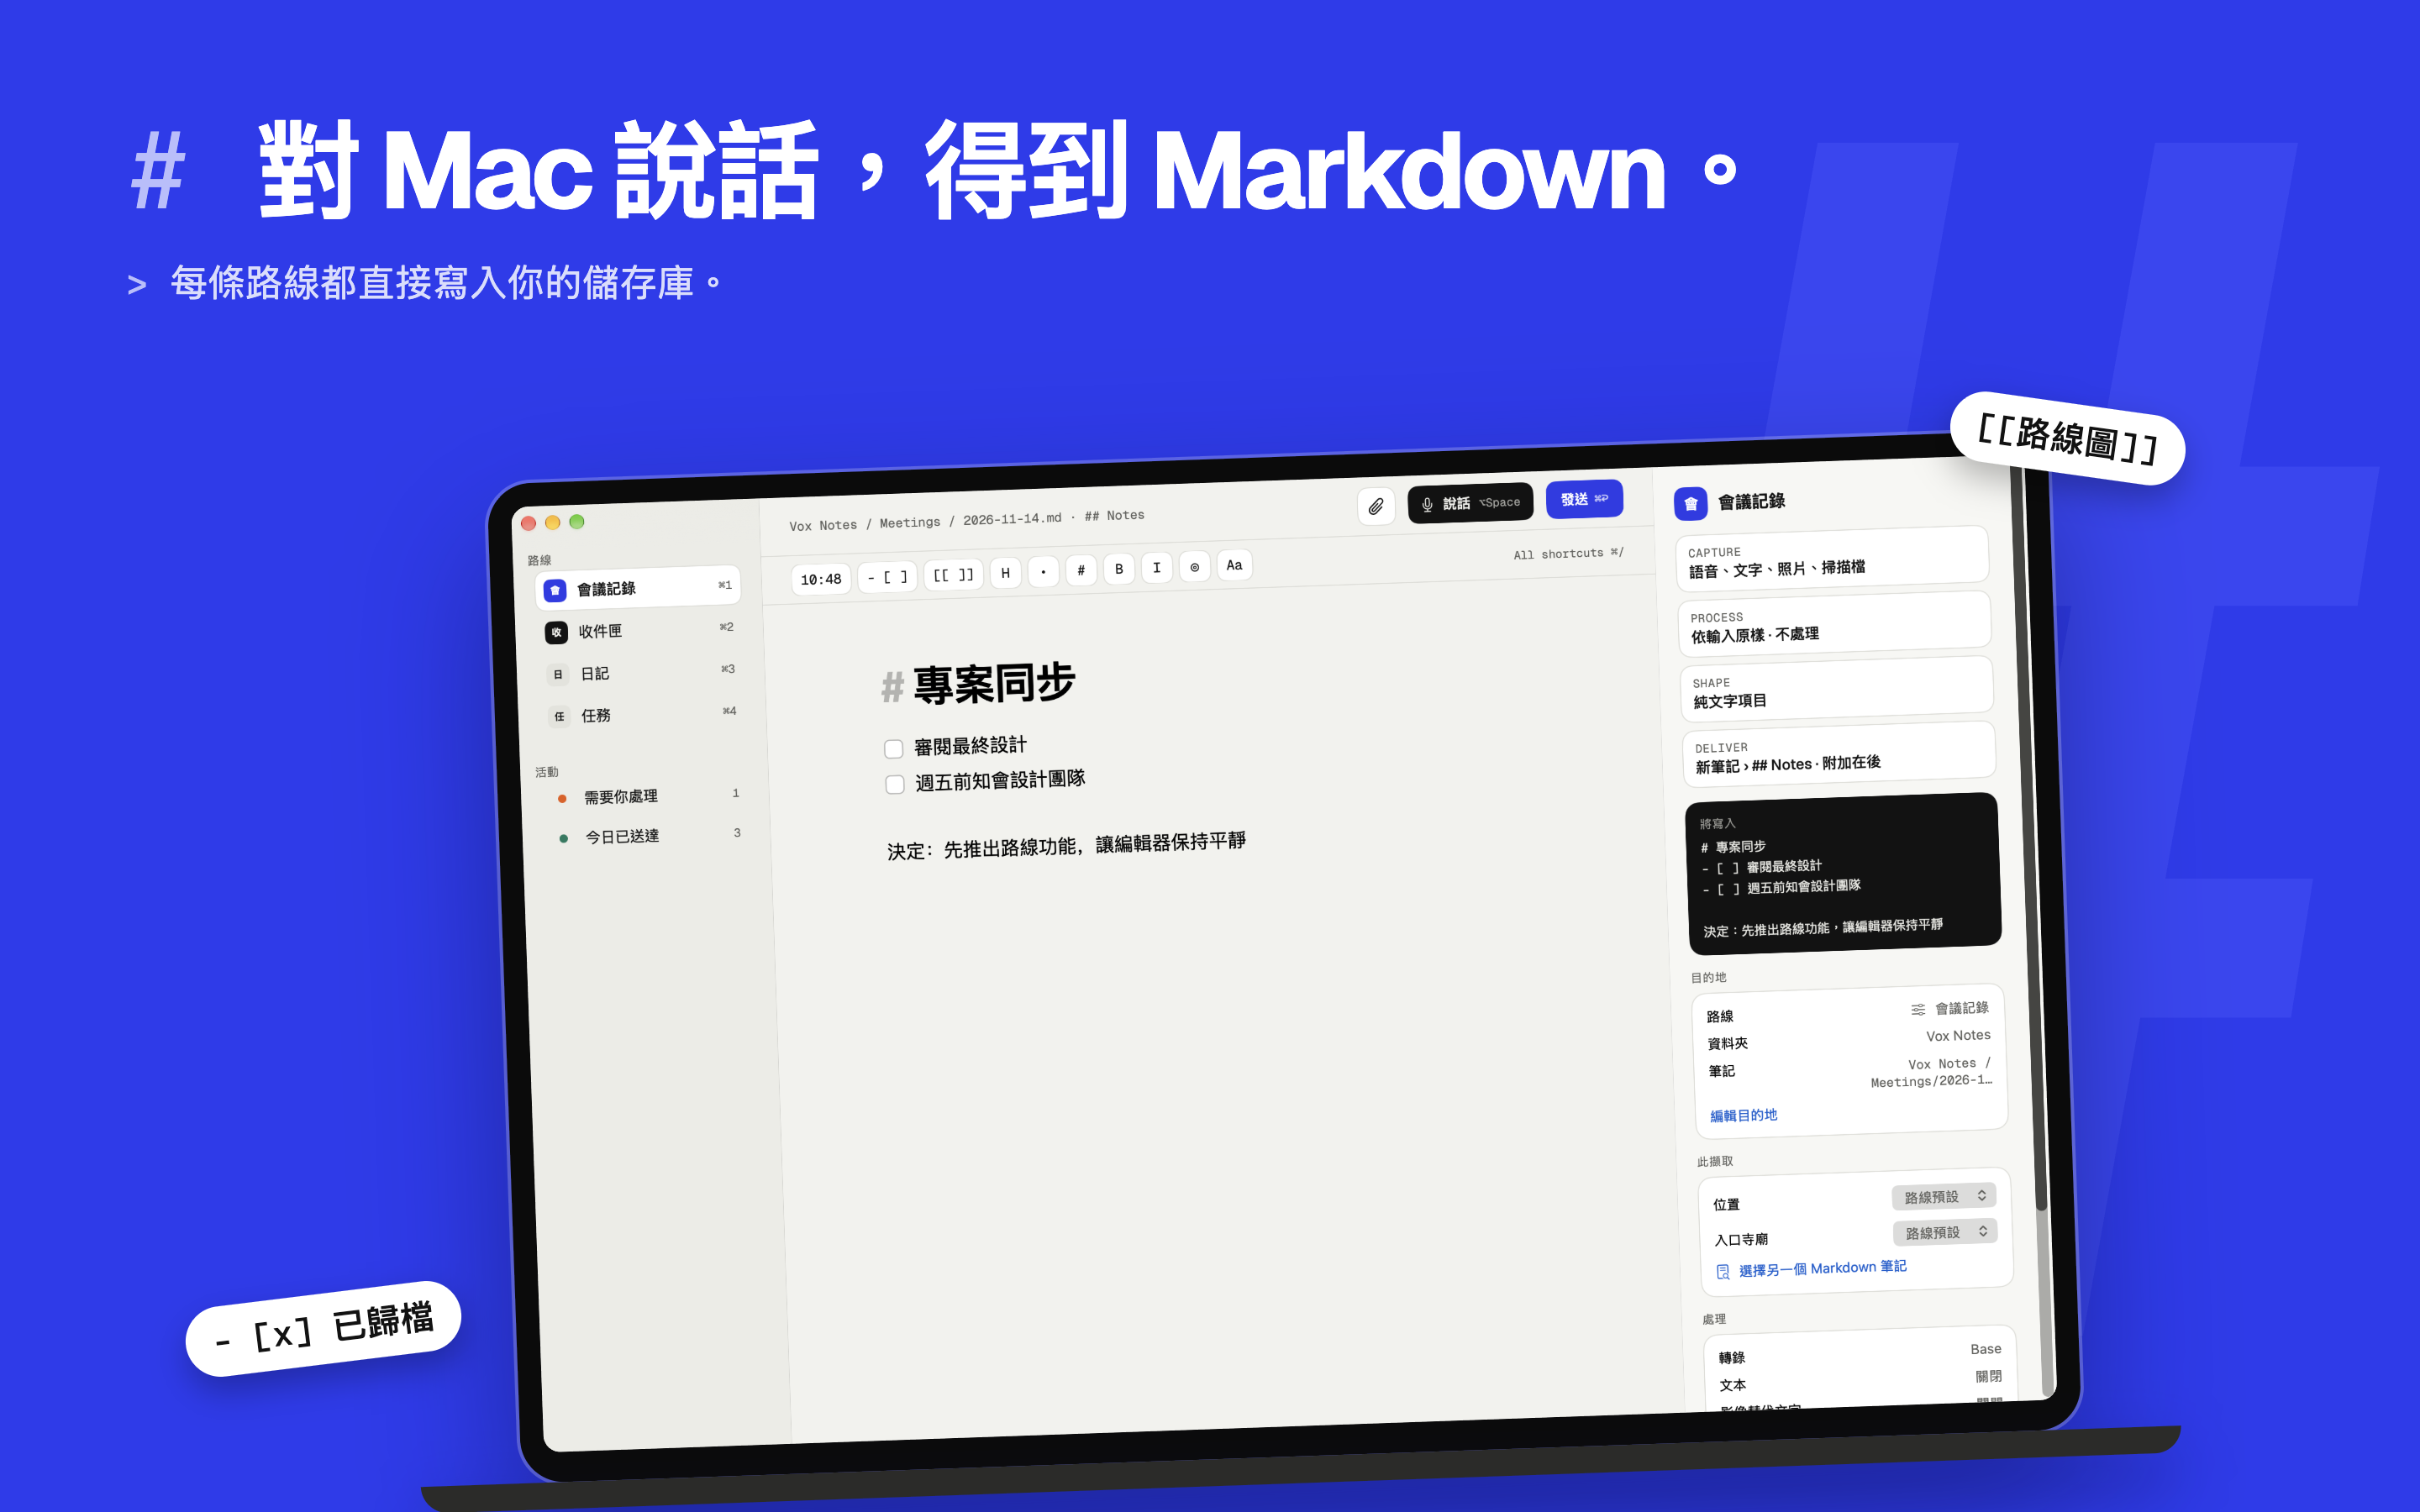 # 對 Mac 說話，得到 Markdown。
> 每條路線都直接寫入你的儲存庫。
[[路線圖]]
路線
會 會議記錄 ⌘1
收 收件匣 ⌘2
日 日記 ⌘3
任 任務 ⌘4
活動
需要你處理 1
今日已送達 3
Vox Notes / Meetings / 2026-11-14.md · ## Notes
說話 ⌥Space
發送 ⌘↩
10:48 - [ ] [[ ]] H • # B I ◎ Aa
All shortcuts ⌘/
# 專案同步
審閱最終設計
週五前知會設計團隊
決定：先推出路線功能，讓編輯器保持平靜
會 會議記錄
CAPTURE
語音、文字、照片、掃描檔
PROCESS
依輸入原樣 · 不處理
SHAPE
純文字項目
DELIVER
新筆記 › ## Notes · 附加在後
將寫入
# 專案同步
- [ ] 審閱最終設計
- [ ] 週五前知會設計團隊
決定：先推出路線功能，讓編輯器保持平靜
目的地
路線 會議記錄
資料夾 Vox Notes
筆記 Vox Notes /
Meetings/2026-1…
編輯目的地
此擷取
位置 路線預設
入口寺廟 路線預設
選擇另一個 Markdown 筆記
處理
轉錄 Base
文本 關閉
- [x] 已歸檔